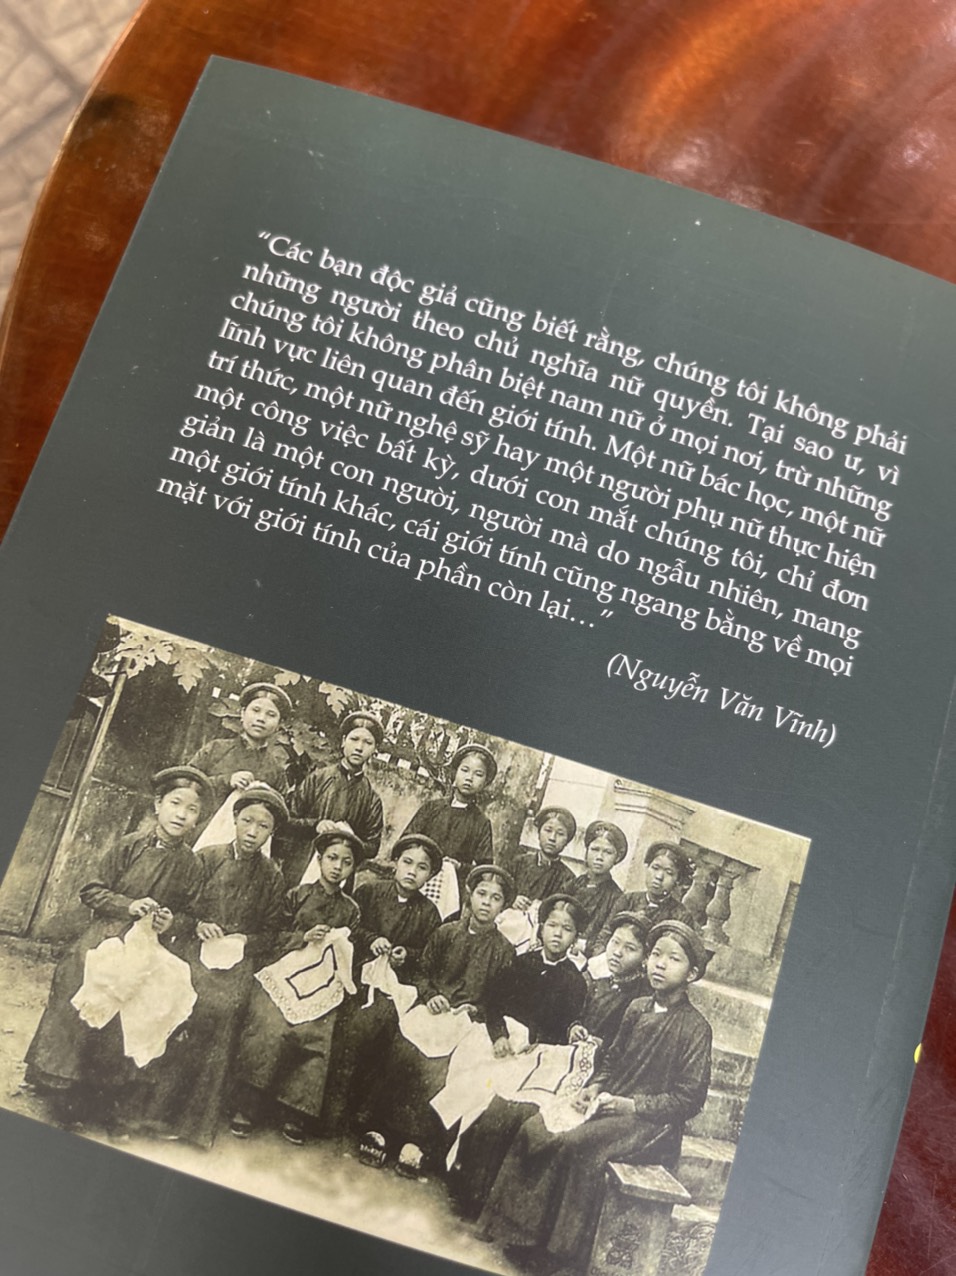 “Các bạn độc giả cũng biết rằng, chúng tôi không phải
những người theo chủ nghĩa nữ quyền. Tại sao ư, vì
chúng tôi không phân biệt nam nữ ở mọi nơi, trừ những
lĩnh vực liên quan đến giới tính. Một nữ bác học, một nữ
trí thức, một nữ nghệ sỹ hay một người phụ nữ thực hiện
một công việc bất kỳ, dưới con mắt chúng tôi, chỉ đơn
giản là một con người, người mà do ngẫu nhiên, mang
một giới tính khác, cái giới tính cũng ngang bằng về mọi
mặt với giới tính của phần còn lại...”
(Nguyễn Văn Vĩnh)